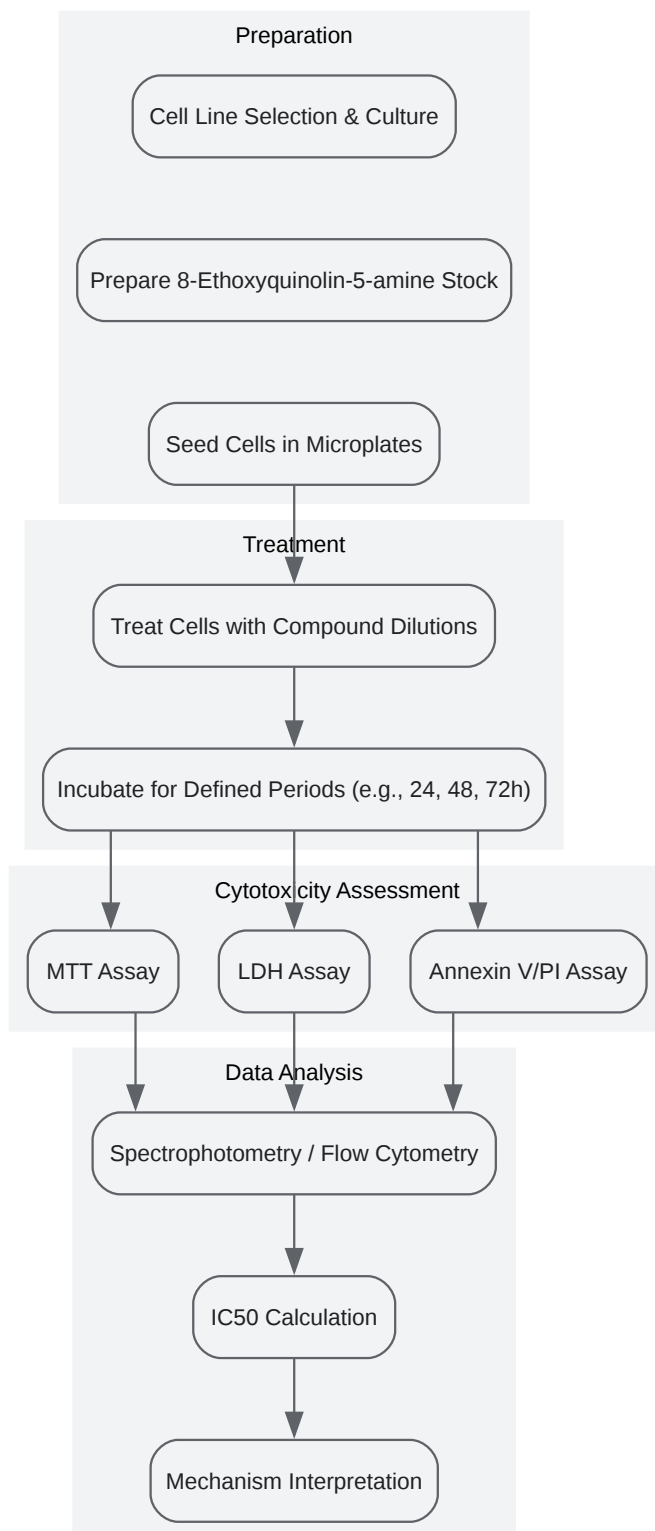 Preparation
Cell Line Selection & Culture
Prepare 8-Ethoxyquinolin-5-amine Stock
Seed Cells in Microplates
Treatment
Treat Cells with Compound Dilutions
Incubate for Defined Periods (e.g., 24, 48, 72h)
Cytotoxicity Assessment
MTT Assay
LDH Assay
Annexin V/PI Assay
Data Analysis
Spectrophotometry / Flow Cytometry
IC50 Calculation
Mechanism Interpretation